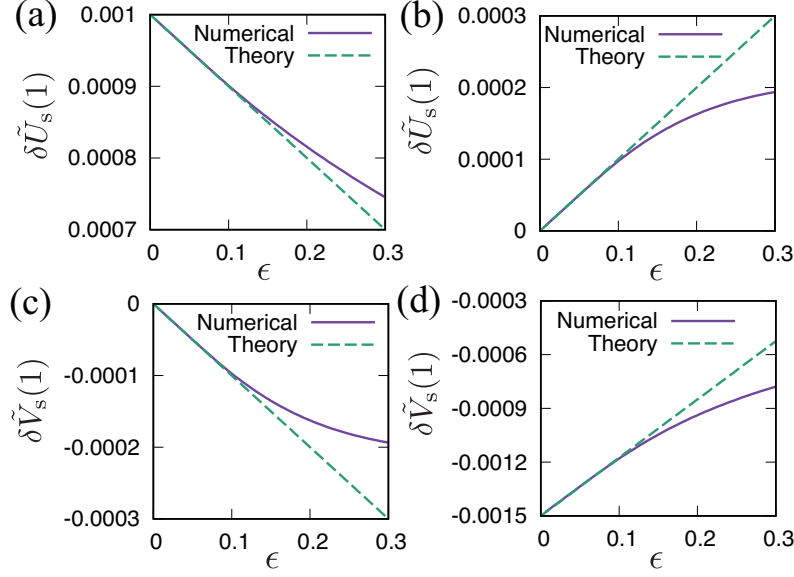 (a)
0.001
0.0009
0.0008
0.0007
δŨₛ(1)
Numerical
Theory
0 0.1 0.2 0.3
ϵ
(b)
0.0003
0.0002
0.0001
0
δŨₛ(1)
Numerical
Theory
0 0.1 0.2 0.3
ϵ
(c)
0
-0.0001
-0.0002
-0.0003
δṼₛ(1)
Numerical
Theory
0 0.1 0.2 0.3
ϵ
(d)
-0.0003
-0.0006
-0.0009
-0.0012
-0.0015
δṼₛ(1)
Numerical
Theory
0 0.1 0.2 0.3
ϵ